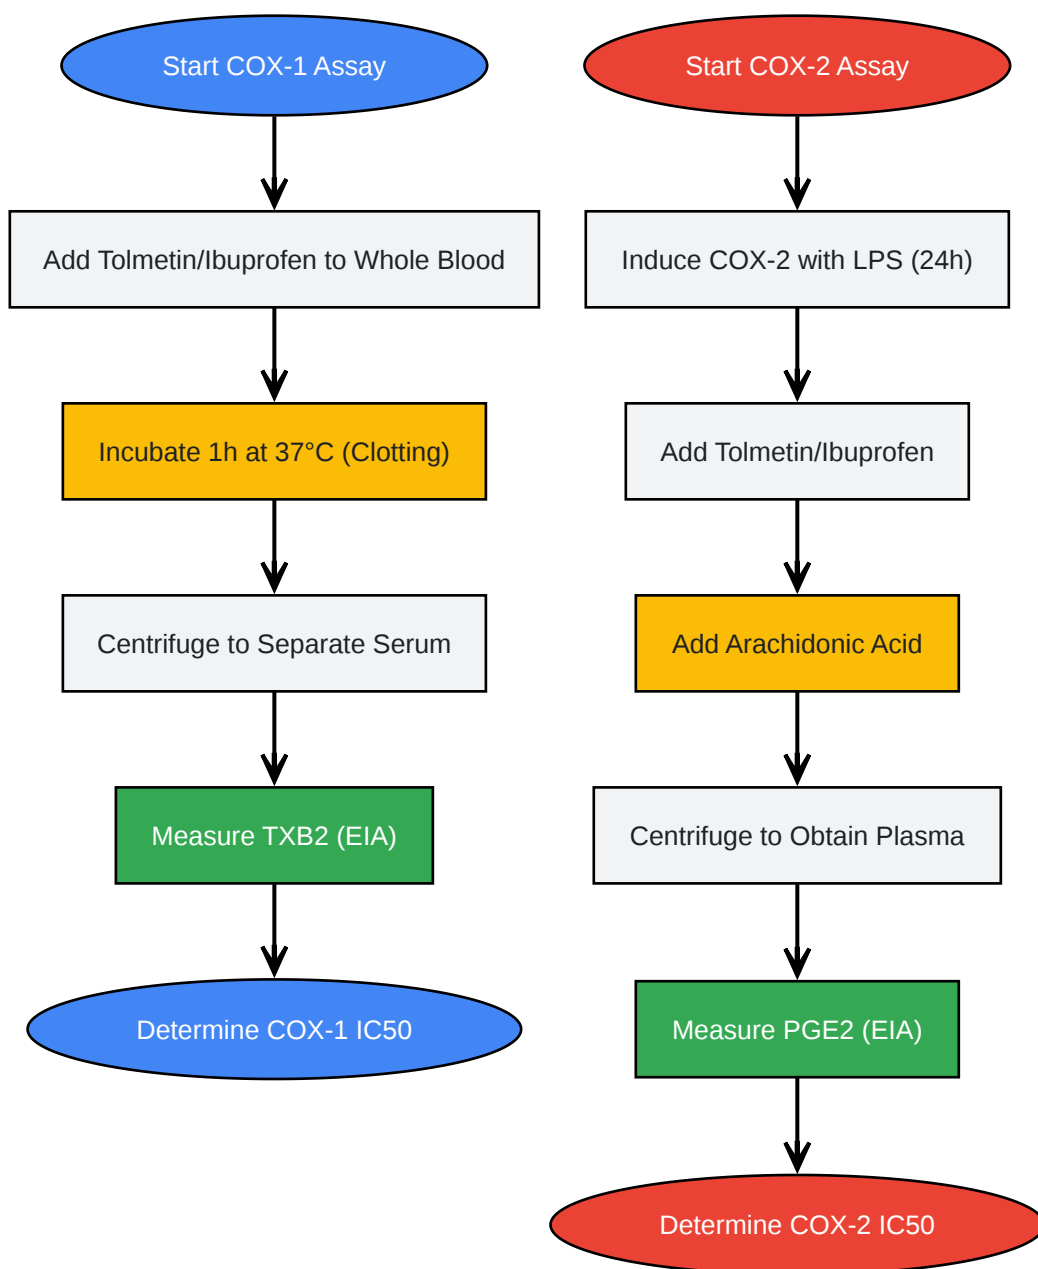 Start COX-1 Assay
Add Tolmetin/Ibuprofen to Whole Blood
Incubate 1h at 37°C (Clotting)
Centrifuge to Separate Serum
Measure TXB2 (EIA)
Determine COX-1 IC50
Start COX-2 Assay
Induce COX-2 with LPS (24h)
Add Tolmetin/Ibuprofen
Add Arachidonic Acid
Centrifuge to Obtain Plasma
Measure PGE2 (EIA)
Determine COX-2 IC50